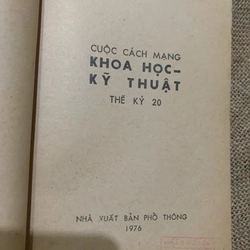 CUỘC CÁCH MẠNG
KHOA HỌC-
KỸ THUẬT
THẾ KỶ 20
NHÀ XUẤT BẢN PHỔ THÔNG
1976